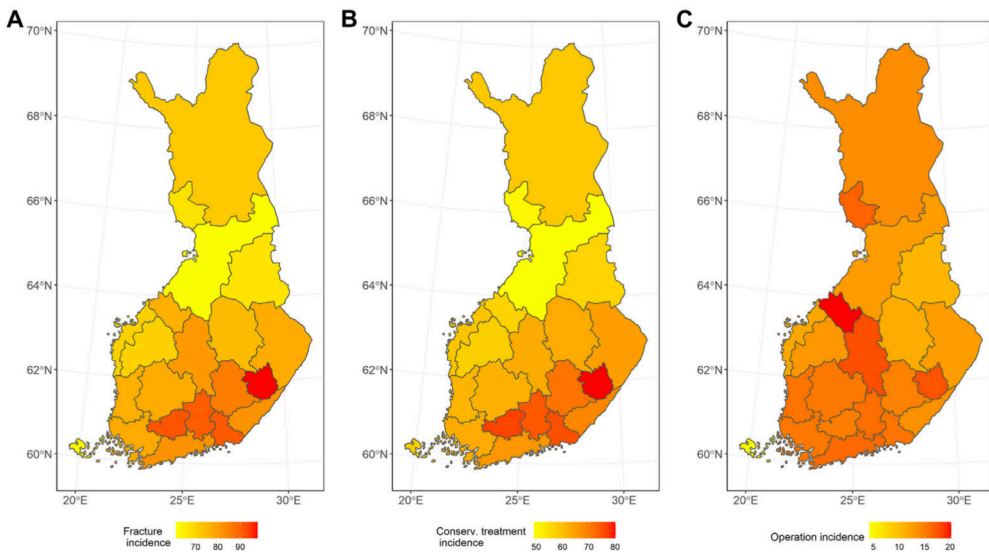 A
B
C
70°N
68°N
66°N
64°N
62°N
60°N
20°E 25°E 30°E
70°N
68°N
66°N
64°N
62°N
60°N
20°E 25°E 30°E
70°N
68°N
66°N
64°N
62°N
60°N
20°E 25°E 30°E
Fracture
incidence
70 80 90
Conserv. treatment
incidence
50 60 70 80
Operation incidence
5 10 15 20